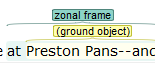 zonal frame
(ground object)
e at Preston Pans--and